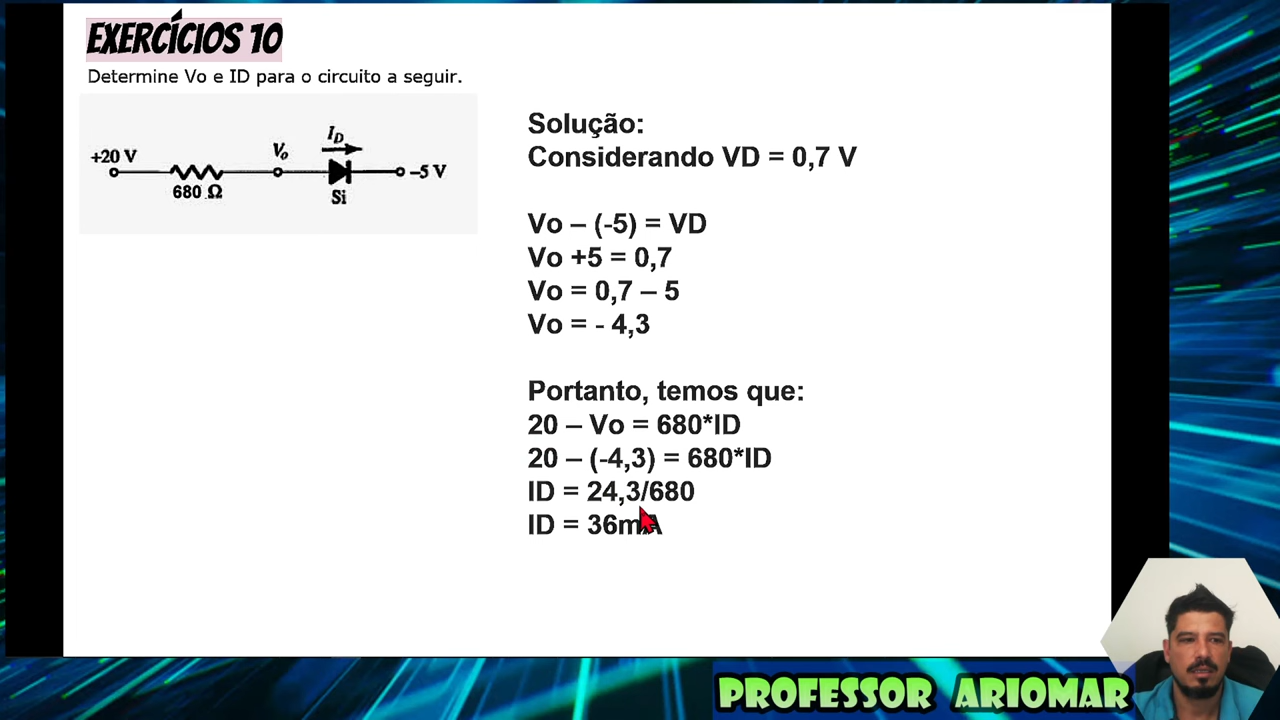 EXERCÍCIOS 10
Determine Vo e ID para o circuito a seguir.
+20 V
680 Ω
Vo
ID
Si
–5 V
Solução:
Considerando VD = 0,7 V
Vo – (-5) = VD
Vo +5 = 0,7
Vo = 0,7 – 5
Vo = - 4,3
Portanto, temos que:
20 – Vo = 680*ID
20 – (-4,3) = 680*ID
ID = 24,3/680
ID = 36mA
PROFESSOR ARIOMAR